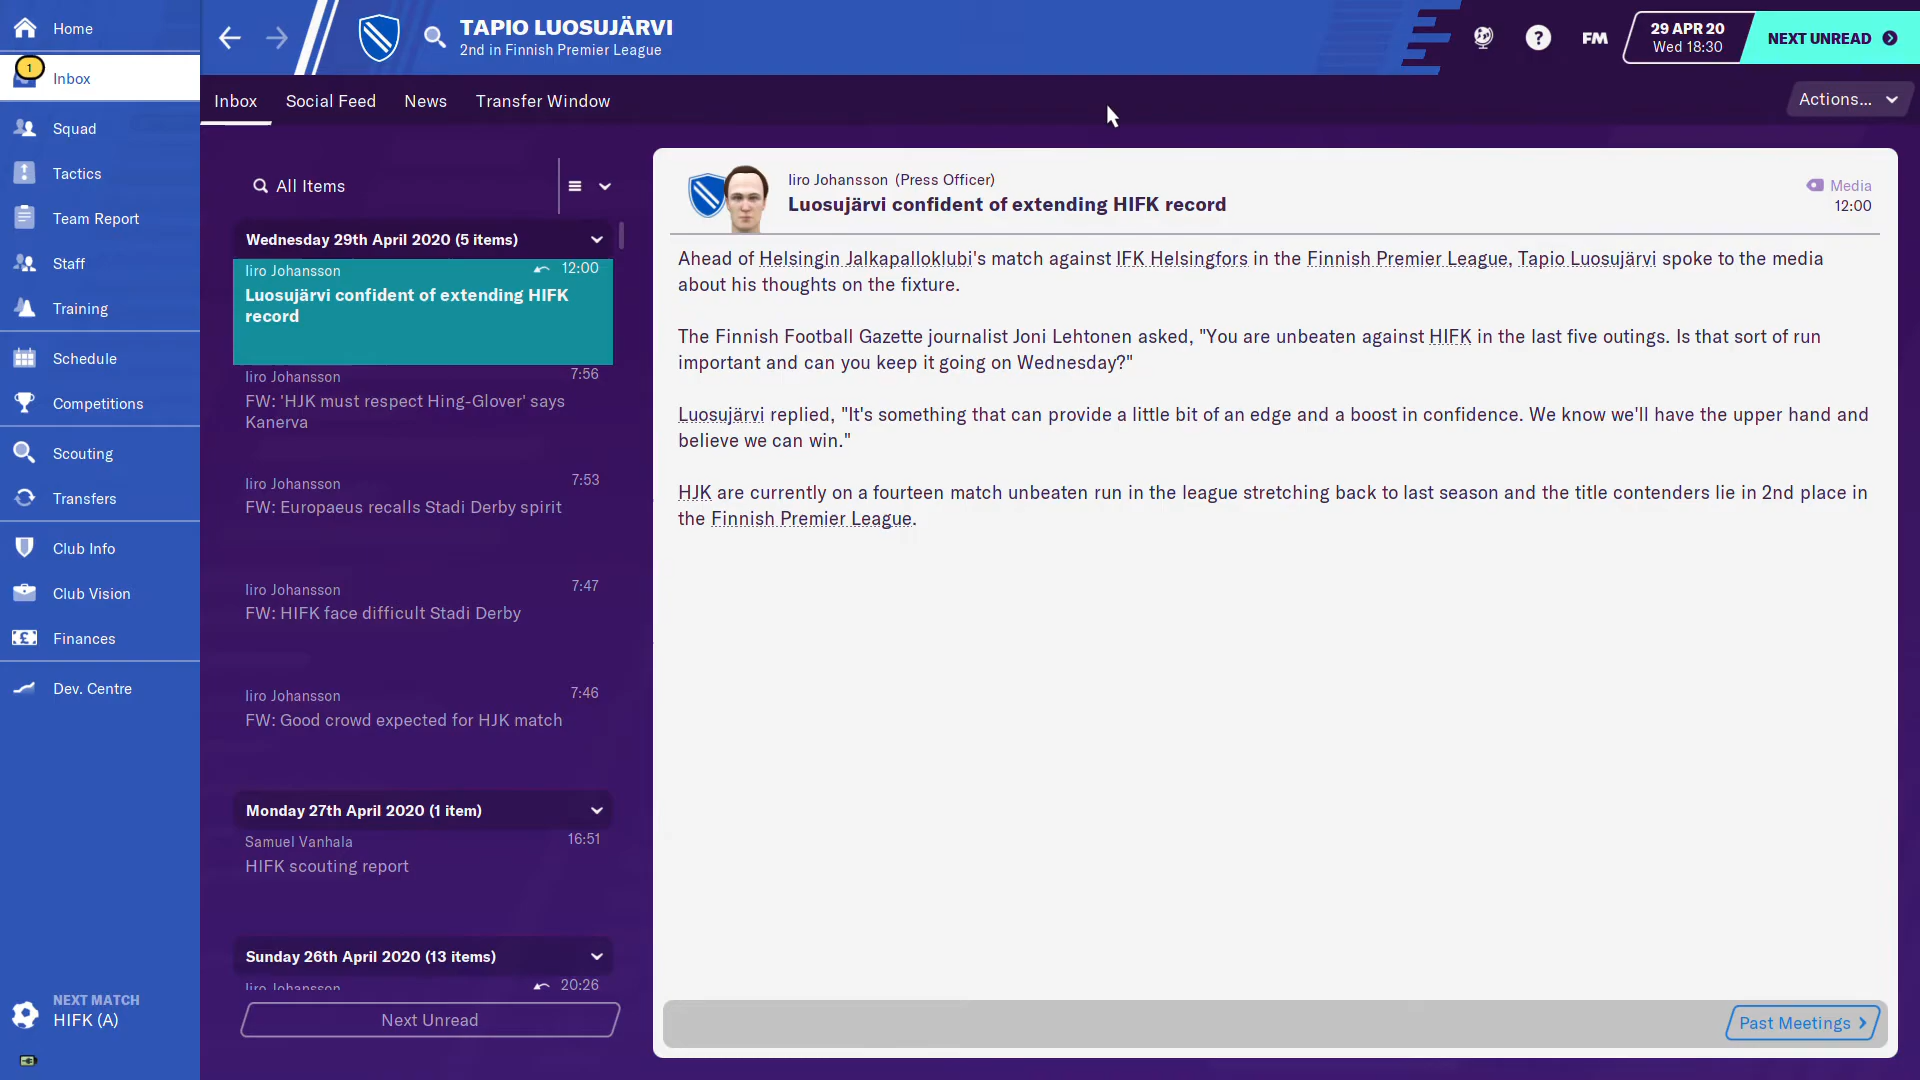 Home
1
Inbox
Squad
Tactics
Team Report
Staff
Training
Schedule
Competitions
Scouting
Transfers
Club Info
Club Vision
Finances
Dev. Centre
NEXT MATCH
HIFK (A)
TAPIO LUOSUJÄRVI
2nd in Finnish Premier League
?
FM
29 APR 20
Wed 18:30
NEXT UNREAD
Inbox
Social Feed
News
Transfer Window
Actions...
All Items
Wednesday 29th April 2020 (5 items)
Iiro Johansson
12:00
Luosujärvi confident of extending HIFK
record
Iiro Johansson
7:56
FW: 'HJK must respect Hing-Glover' says
Kanerva
Iiro Johansson
7:53
FW: Europaeus recalls Stadi Derby spirit
Iiro Johansson
7:47
FW: HIFK face difficult Stadi Derby
Iiro Johansson
7:46
FW: Good crowd expected for HJK match
Monday 27th April 2020 (1 item)
Samuel Vanhala
16:51
HIFK scouting report
Sunday 26th April 2020 (13 items)
Iiro Johansson
20:26
Next Unread
Iiro Johansson (Press Officer)
Luosujärvi confident of extending HIFK record
Media
12:00
Ahead of Helsingin Jalkapalloklubi's match against IFK Helsingfors in the Finnish Premier League, Tapio Luosujärvi spoke to the media
about his thoughts on the fixture.
The Finnish Football Gazette journalist Joni Lehtonen asked, "You are unbeaten against HIFK in the last five outings. Is that sort of run
important and can you keep it going on Wednesday?"
Luosujärvi replied, "It's something that can provide a little bit of an edge and a boost in confidence. We know we'll have the upper hand and
believe we can win."
HJK are currently on a fourteen match unbeaten run in the league stretching back to last season and the title contenders lie in 2nd place in
the Finnish Premier League.
Past Meetings